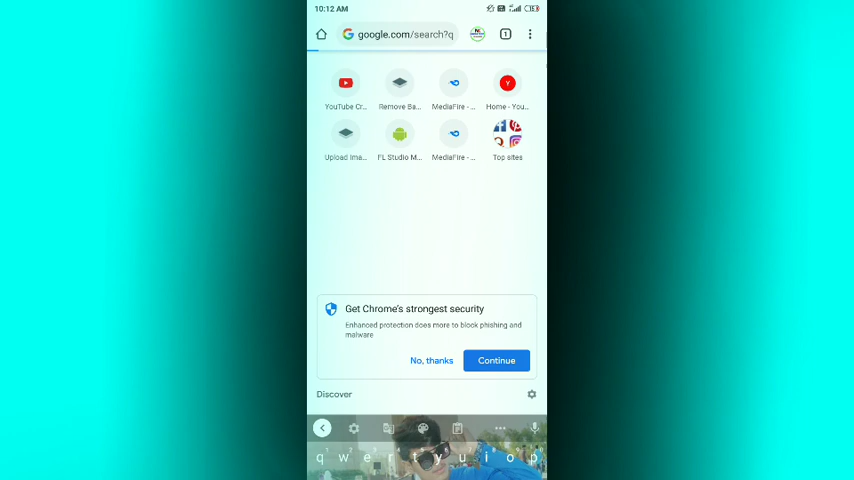 10:12 AM
google.com/search?q
1
YouTube Cr... Remove Ba... MediaFire - ... Home - You...
Upload Ima... FL Studio M... MediaFire - ... Top sites
Get Chrome's strongest security
Enhanced protection does more to block phishing and
malware
No, thanks Continue
Discover
q w e r t y u i o p